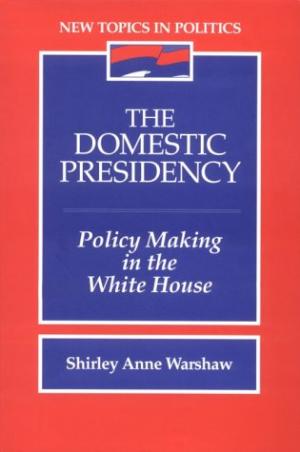 NEW TOPICS IN POLITICS
THE
DOMESTIC
PRESIDENCY
Policy Making
in the
White House
Shirley Anne Warshaw